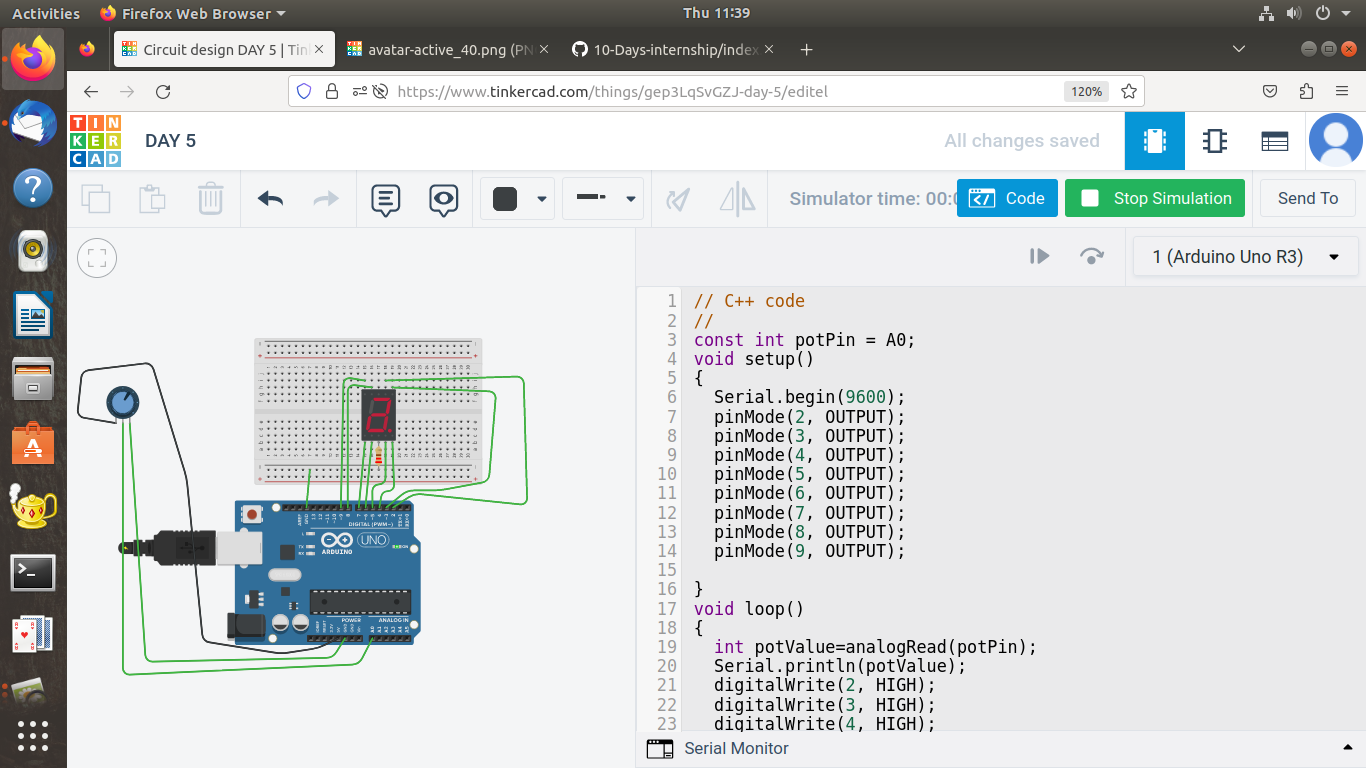 Activities
Firefox Web Browser
Thu 11:39
Circuit design DAY 5 | Tin
avatar-active_40.png (PN
10-Days-internship/index
https://www.tinkercad.com/things/gep3LqSvGZJ-day-5/editel
120%
TIN
KER
CAD
DAY 5
All changes saved
Simulator time: 00:0
Code
Stop Simulation
Send To
1 (Arduino Uno R3)
1 // C++ code
2 //
3 const int potPin = A0;
4 void setup()
5 {
6 Serial.begin(9600);
7 pinMode(2, OUTPUT);
8 pinMode(3, OUTPUT);
9 pinMode(4, OUTPUT);
10 pinMode(5, OUTPUT);
11 pinMode(6, OUTPUT);
12 pinMode(7, OUTPUT);
13 pinMode(8, OUTPUT);
14 pinMode(9, OUTPUT);
15
16 }
17 void loop()
18 {
19 int potValue=analogRead(potPin);
20 Serial.println(potValue);
21 digitalWrite(2, HIGH);
22 digitalWrite(3, HIGH);
23 digitalWrite(4, HIGH);
DIGITAL (PWM~)
UNO
ARDUINO
POWER
ANALOG IN
Serial Monitor